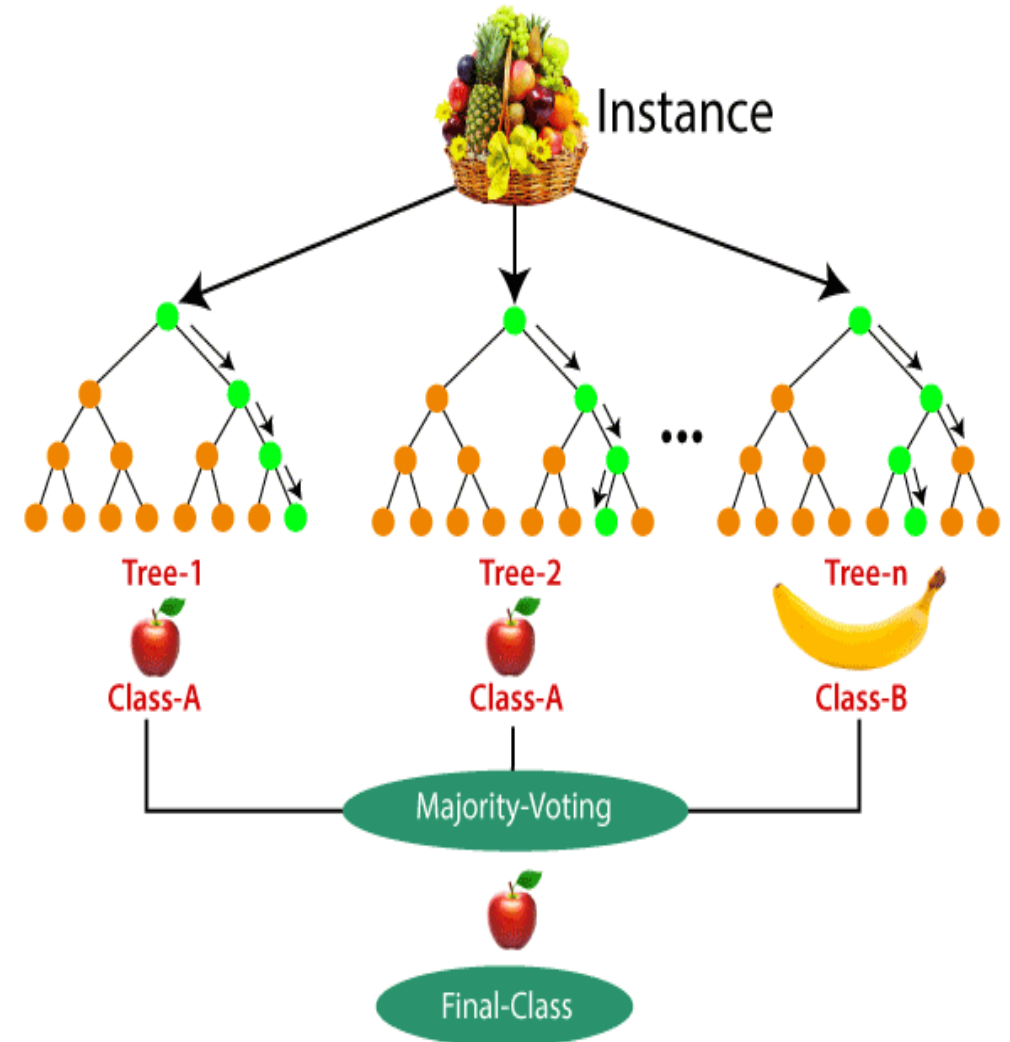 Instance
...
Tree-1
Tree-2
Tree-n
Class-A
Class-A
Class-B
Majority-Voting
Final-Class